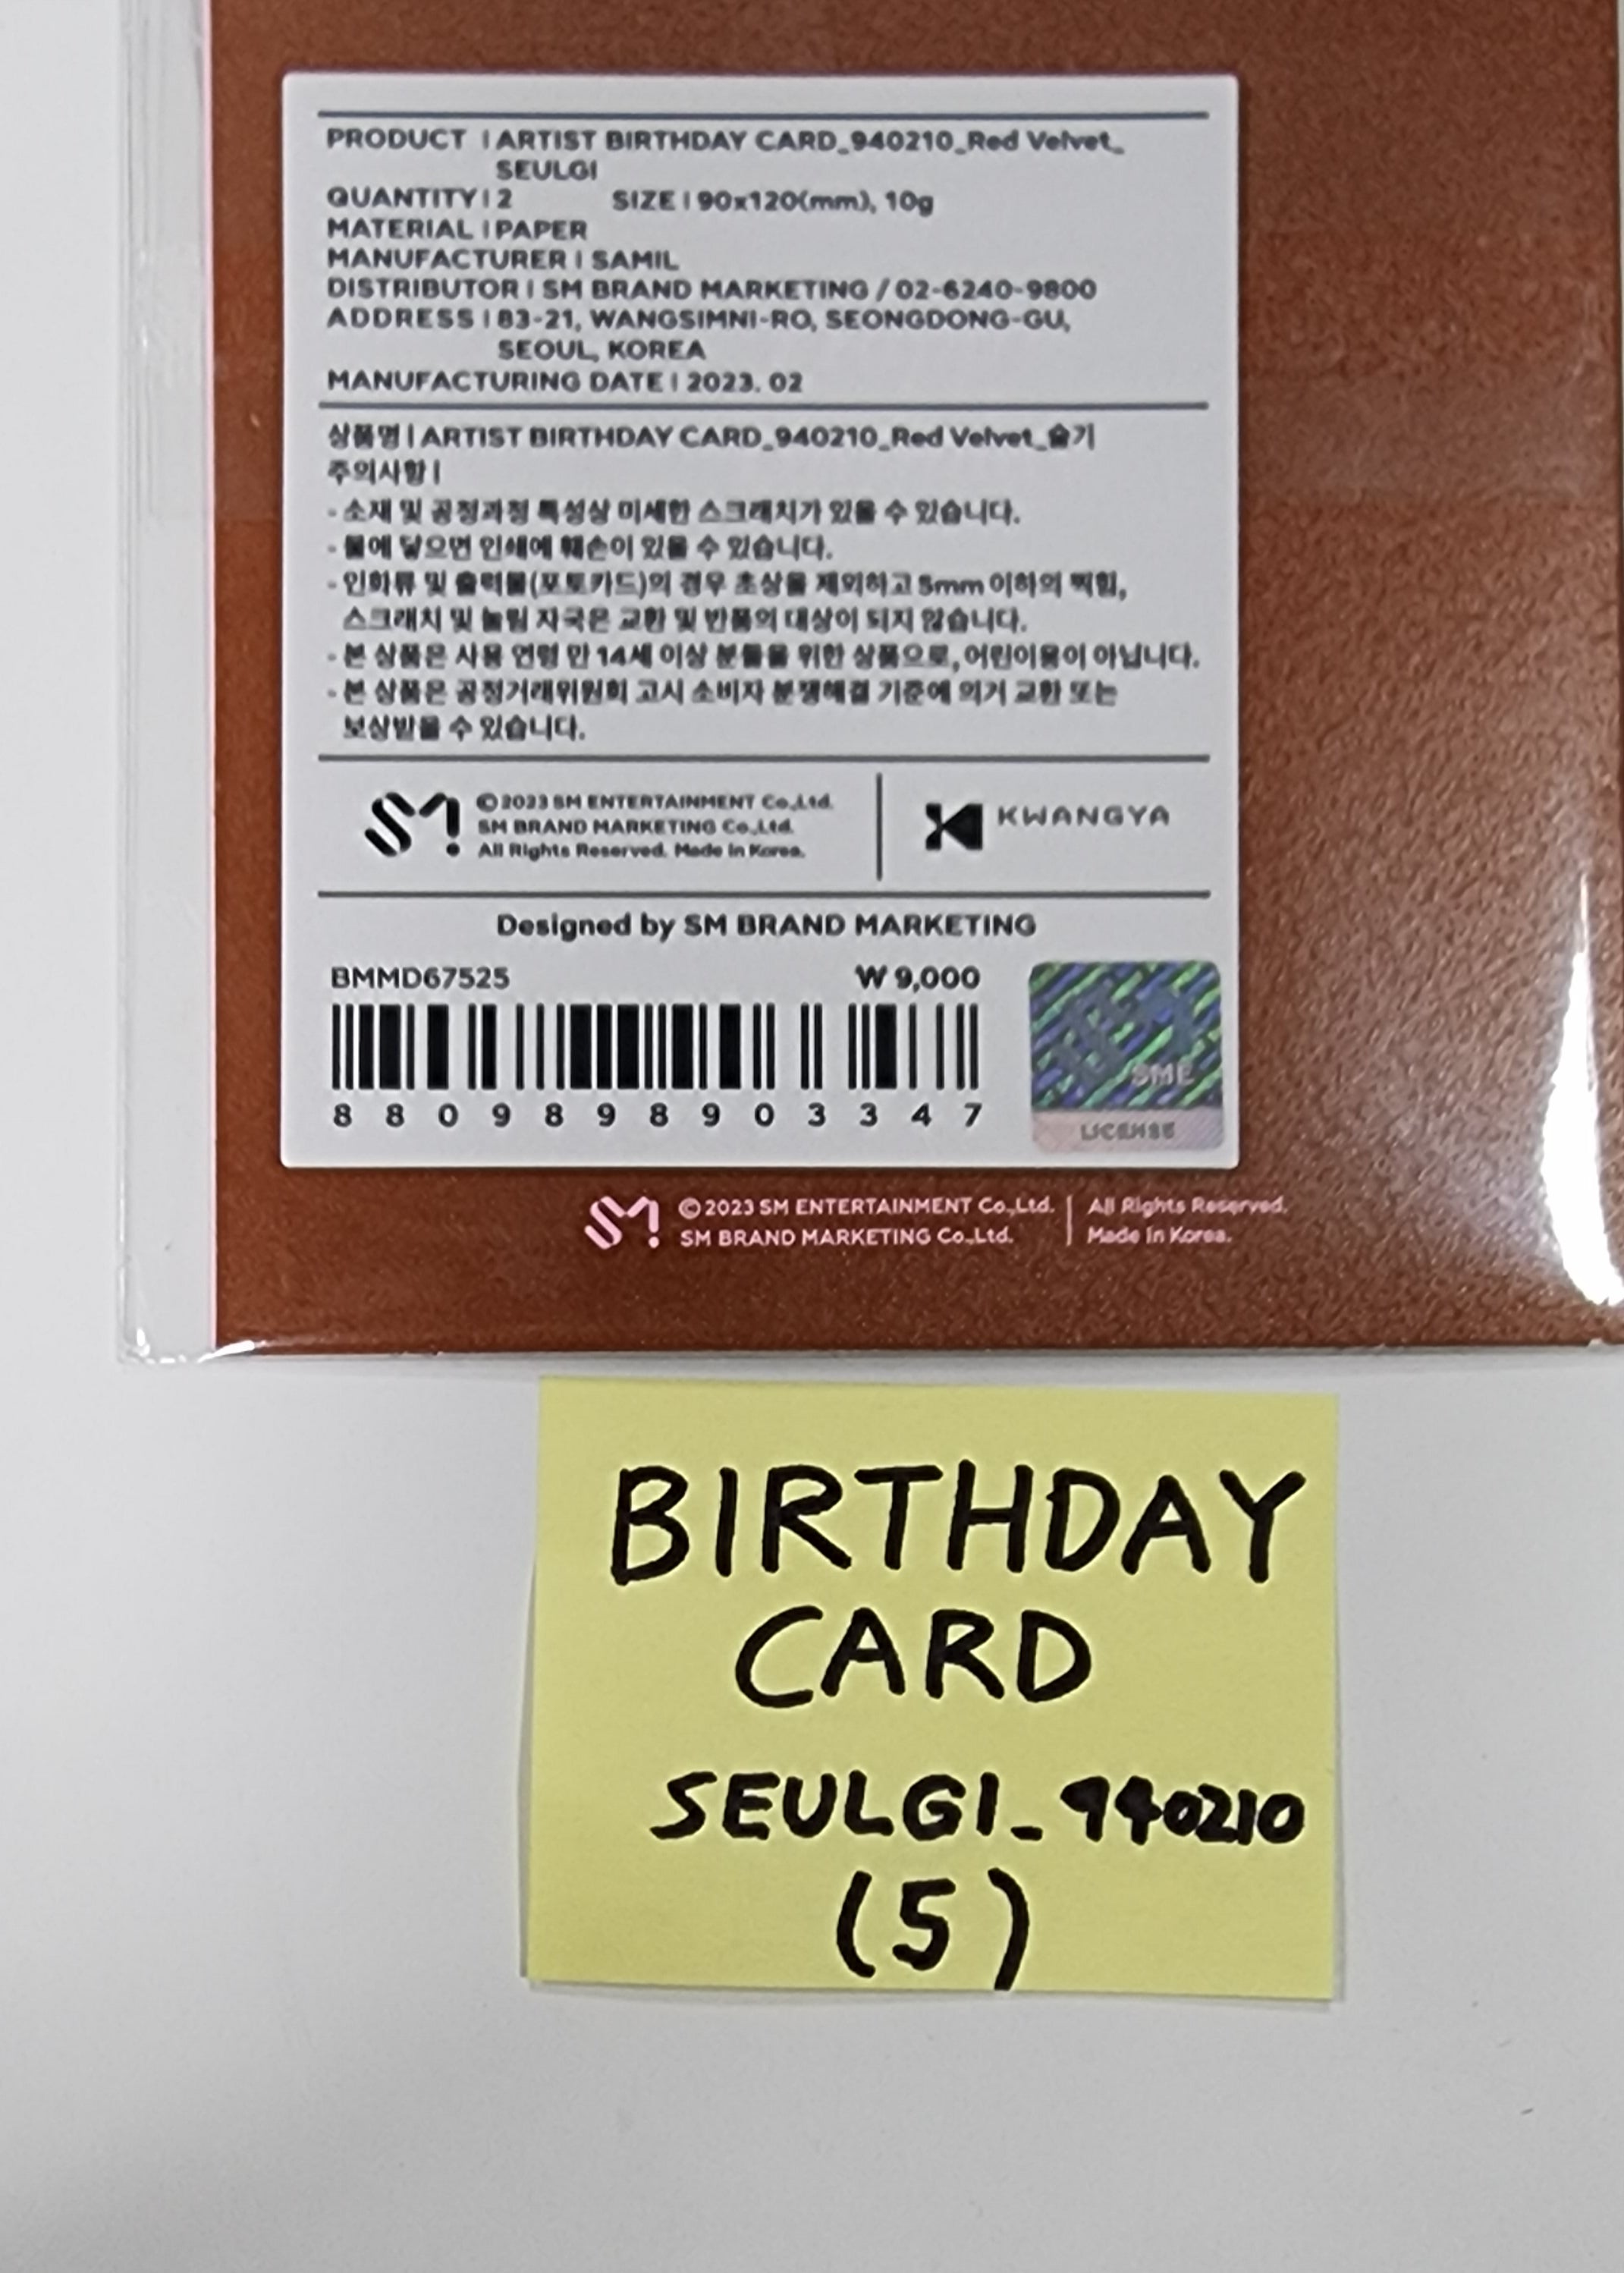 PRODUCT | ARTIST BIRTHDAY CARD_940210_Red Velvet_
SEULGI
QUANTITY | 2 SIZE | 90x120(mm), 10g
MATERIAL | PAPER
MANUFACTURER | SAMIL
DISTRIBUTOR | SM BRAND MARKETING / 02-6240-9800
ADDRESS | 83-21, WANGSIMNI-RO, SEONGDONG-GU,
SEOUL, KOREA
MANUFACTURING DATE | 2023. 02
상품명 | ARTIST BIRTHDAY CARD_940210_Red Velvet_슬기
주의사항 |
- 소재 및 공정과정 특성상 미세한 스크래치가 있을 수 있습니다.
- 물에 닿으면 인쇄에 훼손이 있을 수 있습니다.
- 인화류 및 출력물(포토카드)의 경우 초상을 제외하고 5mm 이하의 찍힘,
스크래치 및 눌림 자국은 교환 및 반품의 대상이 되지 않습니다.
- 본 상품은 사용 연령 만 14세 이상 분들을 위한 상품으로, 어린이용이 아닙니다.
- 본 상품은 공정거래위원회 고시 소비자 분쟁해결 기준에 의거 교환 또는
보상받을 수 있습니다.
SM ©2023 SM ENTERTAINMENT Co.,Ltd.
SM BRAND MARKETING Co.,Ltd.
All Rights Reserved. Made in Korea.
KWANGYA
Designed by SM BRAND MARKETING
BMMD67525 ₩ 9,000
8809898903347
SME
LICENSE
SM ©2023 SM ENTERTAINMENT Co.,Ltd. | All Rights Reserved.
SM BRAND MARKETING Co.,Ltd. | Made in Korea.
BIRTHDAY
CARD
SEULGI_940210
(5)